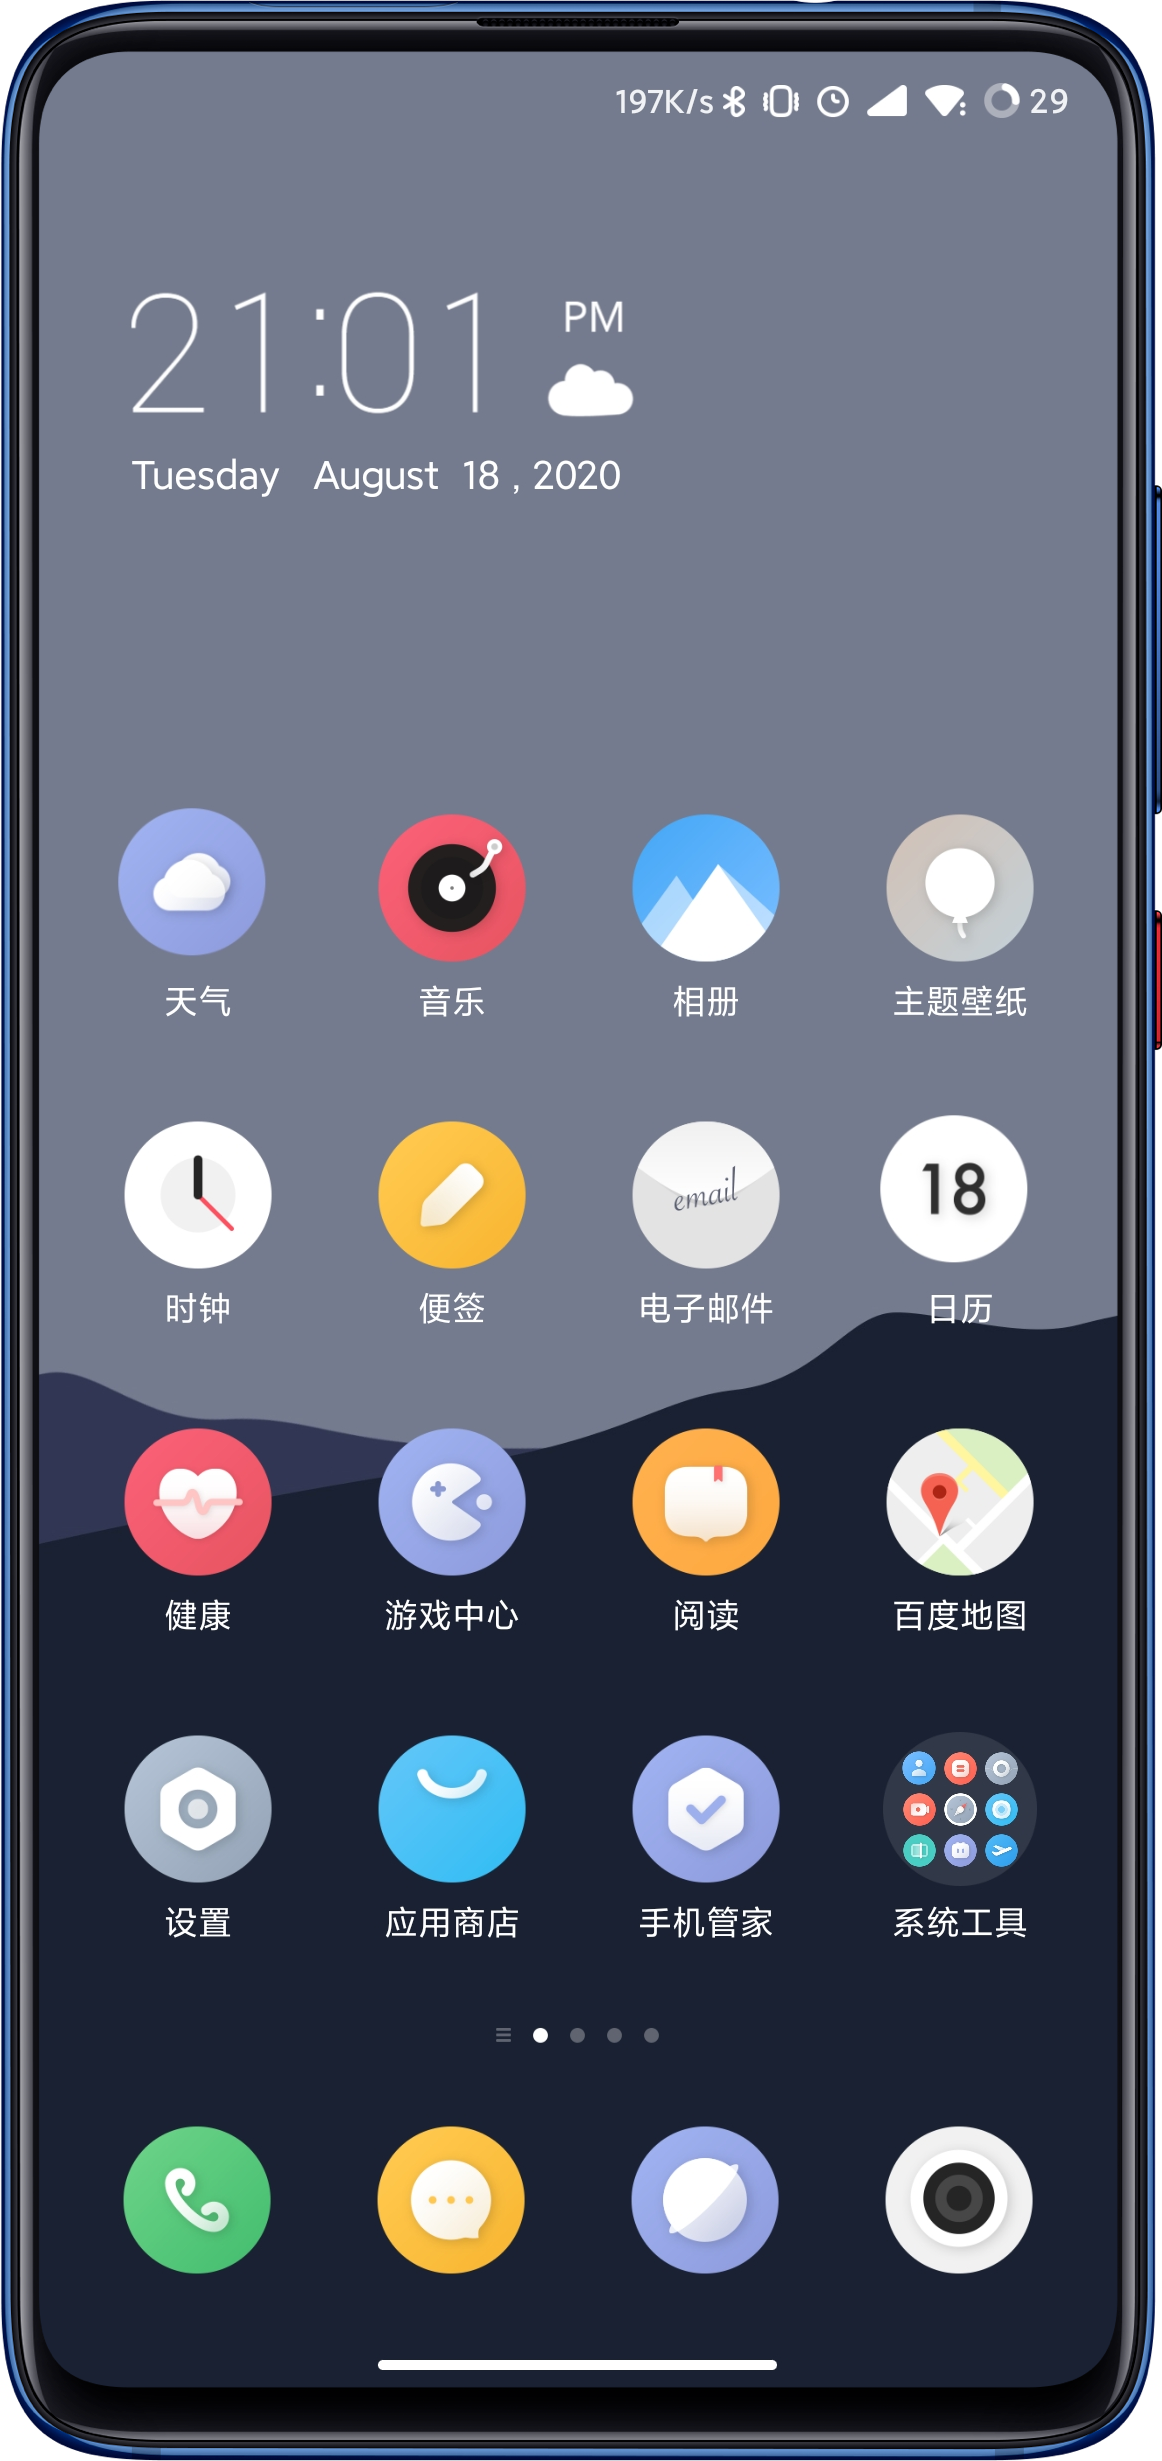 197K/s 29
21:01 PM
Tuesday August 18 , 2020
天气 音乐 相册 主题壁纸
email 18
时钟 便签 电子邮件 日历
健康 游戏中心 阅读 百度地图
设置 应用商店 手机管家 系统工具